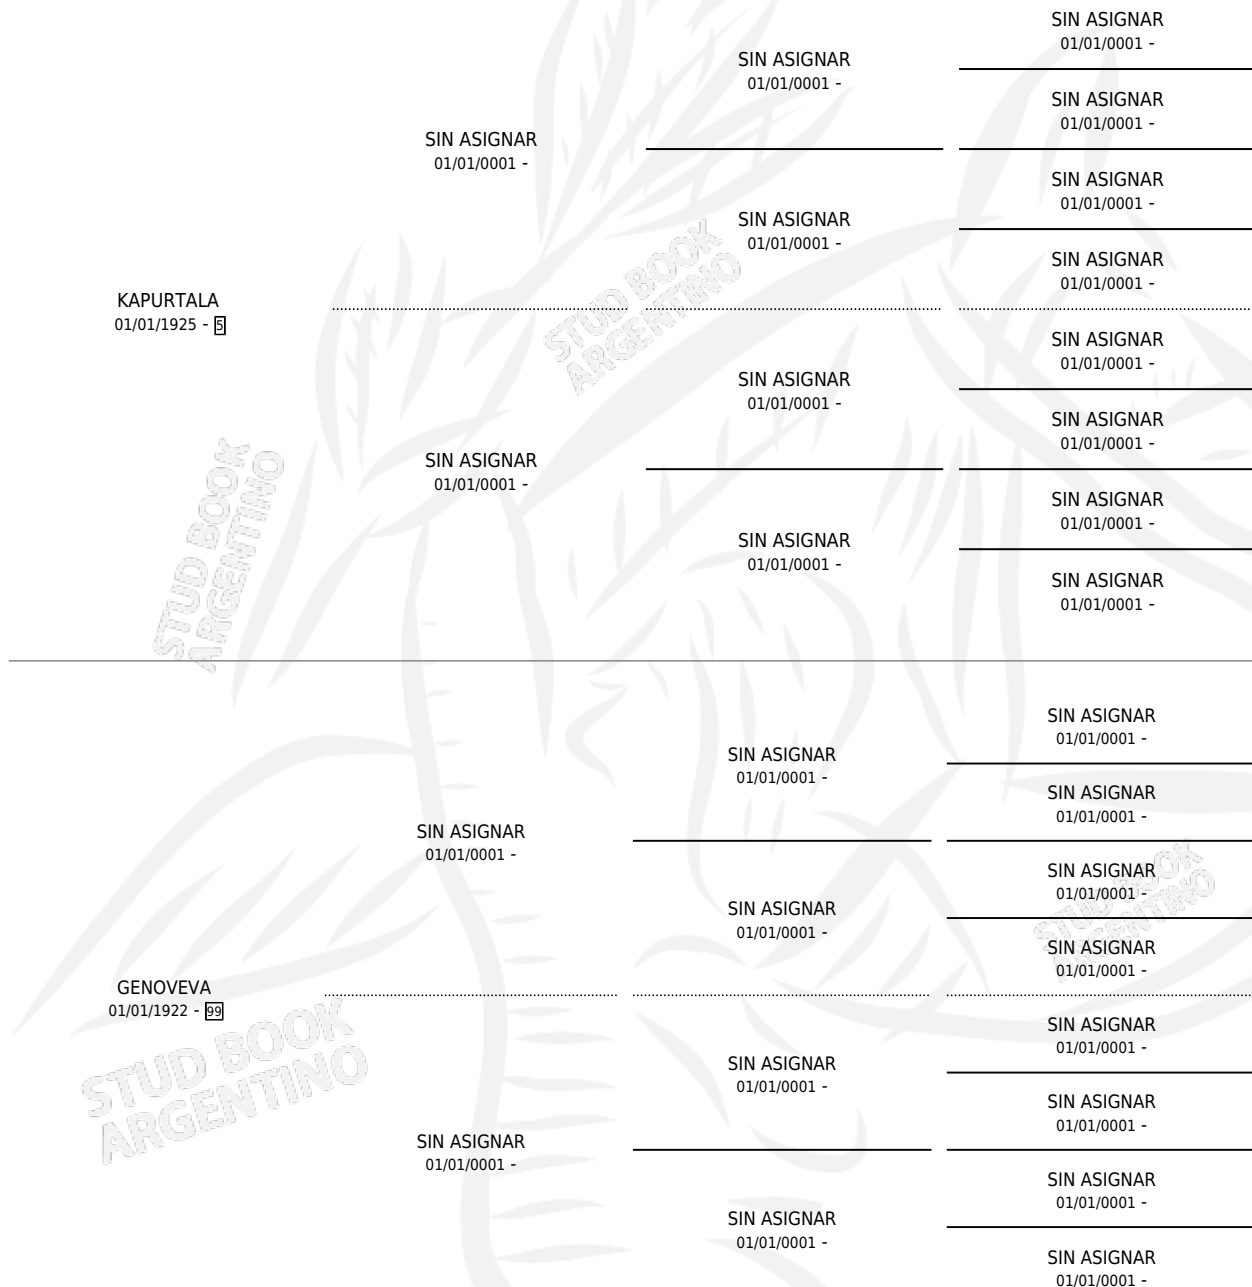 SIN ASIGNAR
01/01/0001 -
SIN ASIGNAR
01/01/0001 -
SIN ASIGNAR
01/01/0001 -
SIN ASIGNAR
01/01/0001 -
SIN ASIGNAR
01/01/0001 -
SIN ASIGNAR
01/01/0001 -
SIN ASIGNAR
01/01/0001 -
KAPURTALA
01/01/1925 - 5
STUD BOOK
ARGENTINO
SIN ASIGNAR
01/01/0001 -
SIN ASIGNAR
01/01/0001 -
SIN ASIGNAR
01/01/0001 -
SIN ASIGNAR
01/01/0001 -
SIN ASIGNAR
01/01/0001 -
SIN ASIGNAR
01/01/0001 -
SIN ASIGNAR
01/01/0001 -
STUD BOOK
ARGENTINO
SIN ASIGNAR
01/01/0001 -
SIN ASIGNAR
01/01/0001 -
SIN ASIGNAR
01/01/0001 -
SIN ASIGNAR
01/01/0001 -
SIN ASIGNAR
01/01/0001 -
SIN ASIGNAR
01/01/0001 -
SIN ASIGNAR
01/01/0001 -
STUD BOOK
ARGENTINO
GENOVEVA
01/01/1922 - 99
STUD BOOK
ARGENTINO
SIN ASIGNAR
01/01/0001 -
SIN ASIGNAR
01/01/0001 -
SIN ASIGNAR
01/01/0001 -
SIN ASIGNAR
01/01/0001 -
SIN ASIGNAR
01/01/0001 -
SIN ASIGNAR
01/01/0001 -
SIN ASIGNAR
01/01/0001 -